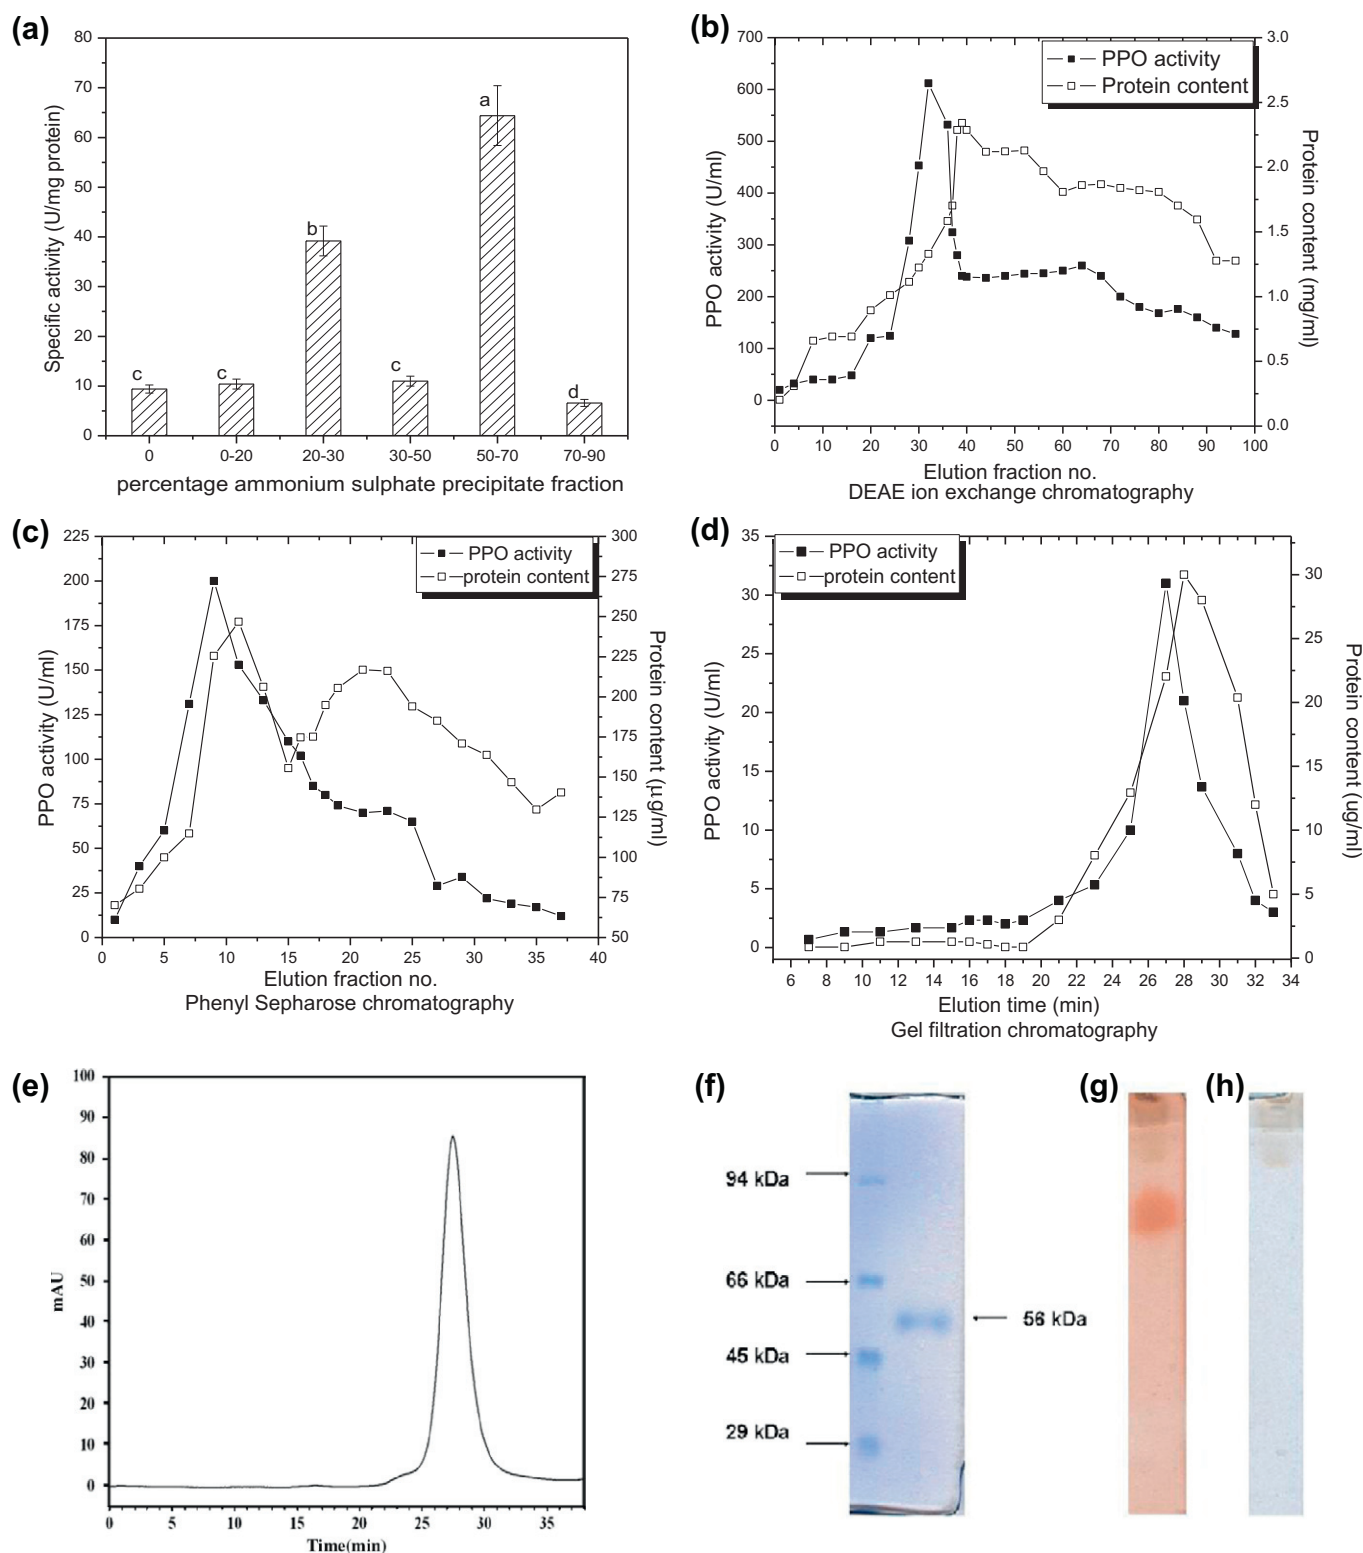 (a)
80
70
60
50
40
30
20
10
0
Specific activity (U/mg protein)
c
c
b
c
a
d
0 0-20 20-30 30-50 50-70 70-90
percentage ammonium sulphate precipitate fraction
(b)
700
600
500
400
300
200
100
0
PPO activity (U/ml)
PPO activity
Protein content
3.0
2.5
2.0
1.5
1.0
0.5
0.0
Protein content (mg/ml)
0 10 20 30 40 50 60 70 80 90 100
Elution fraction no.
DEAE ion exchange chromatography
(c)
225
200
175
150
125
100
75
50
25
0
PPO activity (U/ml)
PPO activity
protein content
300
275
250
225
200
175
150
125
100
75
50
Protein content (μg/ml)
0 5 10 15 20 25 30 35 40
Elution fraction no.
Phenyl Sepharose chromatography
(d)
35
30
25
20
15
10
5
0
PPO activity (U/ml)
PPO activity
protein content
30
25
20
15
10
5
0
Protein content (ug/ml)
6 8 10 12 14 16 18 20 22 24 26 28 30 32 34
Elution time (min)
Gel filtration chromatography
(e)
100
90
80
70
60
50
40
30
20
10
0
mAU
0 5 10 15 20 25 30 35
Time(min)
(f)
94 kDa
66 kDa
56 kDa
45 kDa
29 kDa
(g)
(h)